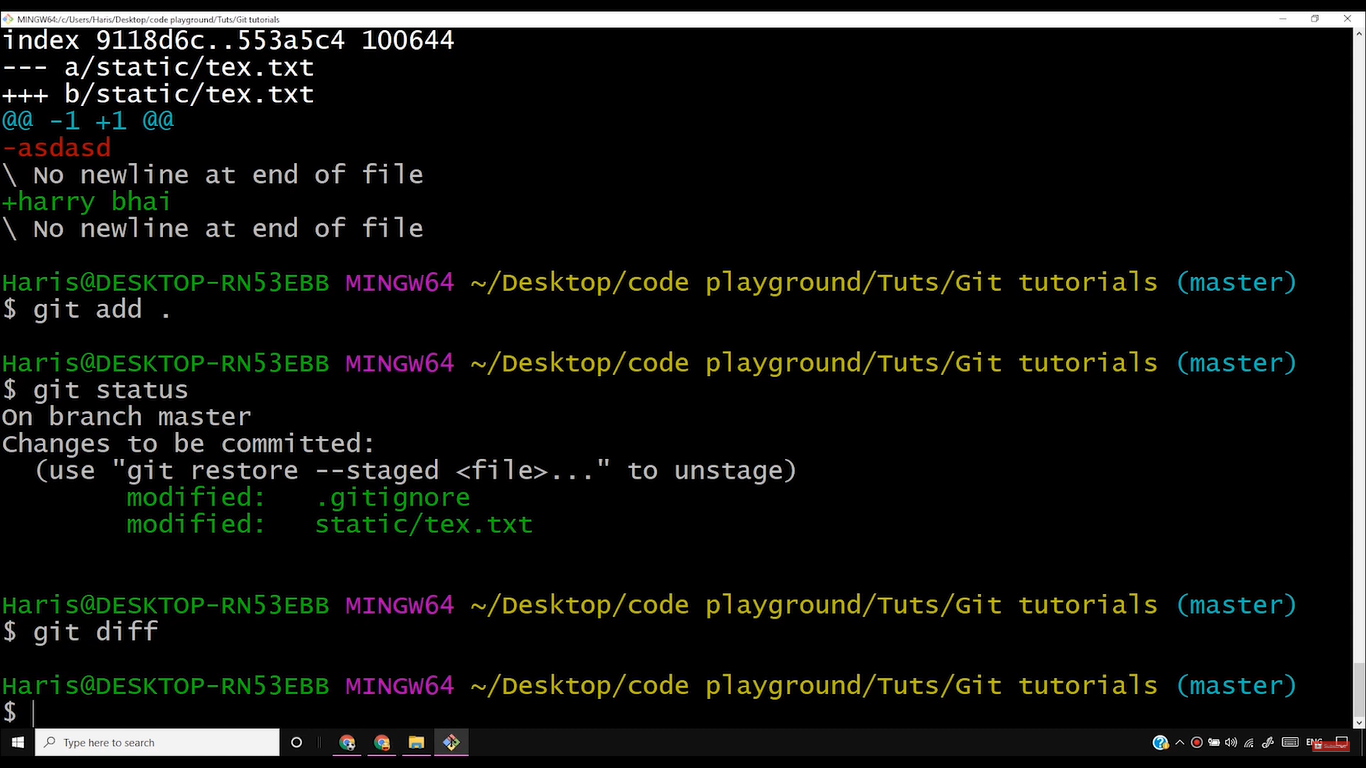 MINGW64:/c/Users/Haris/Desktop/code playground/Tuts/Git tutorials
index 9118d6c..553a5c4 100644
--- a/static/tex.txt
+++ b/static/tex.txt
@@ -1 +1 @@
-asdasd
\ No newline at end of file
+harry bhai
\ No newline at end of file
Haris@DESKTOP-RN53EBB MINGW64 ~/Desktop/code playground/Tuts/Git tutorials (master)
$ git add .
Haris@DESKTOP-RN53EBB MINGW64 ~/Desktop/code playground/Tuts/Git tutorials (master)
$ git status
On branch master
Changes to be committed:
(use "git restore --staged <file>..." to unstage)
modified: .gitignore
modified: static/tex.txt
Haris@DESKTOP-RN53EBB MINGW64 ~/Desktop/code playground/Tuts/Git tutorials (master)
$ git diff
Haris@DESKTOP-RN53EBB MINGW64 ~/Desktop/code playground/Tuts/Git tutorials (master)
$
Type here to search
ENG